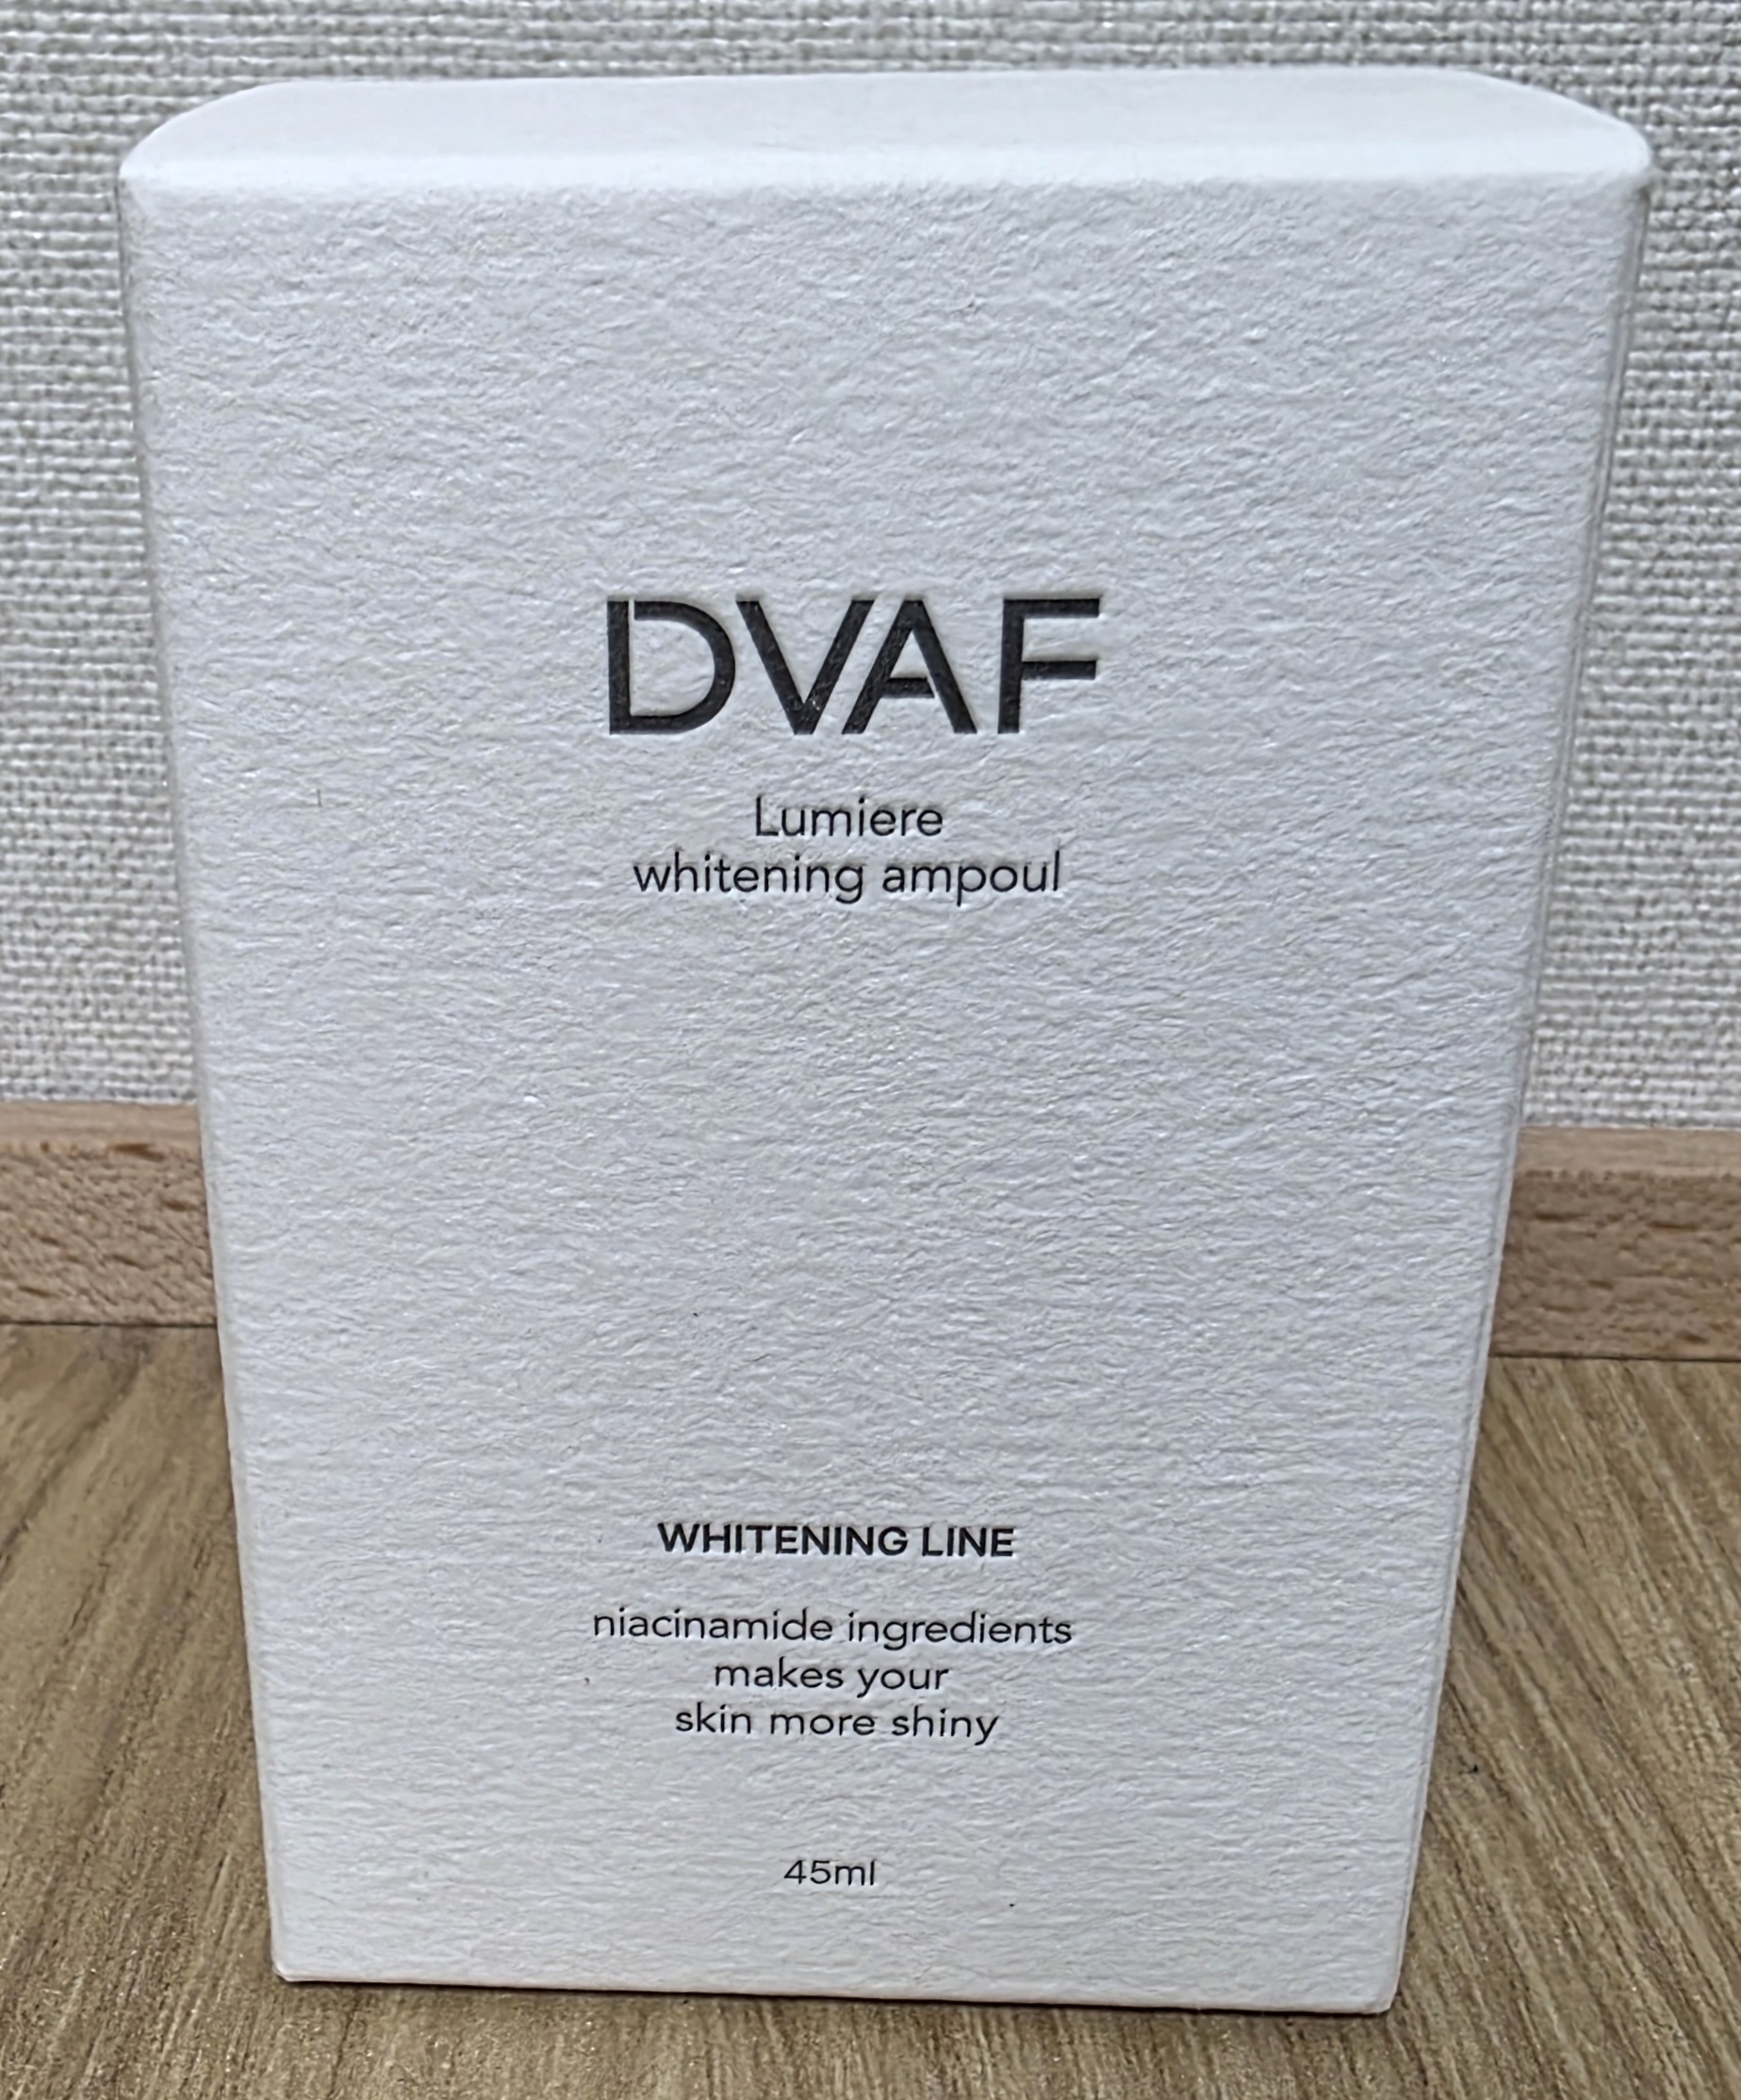 DVAF
Lumiere
whitening ampoul
WHITENING LINE
niacinamide ingredients
makes your
skin more shiny
45ml